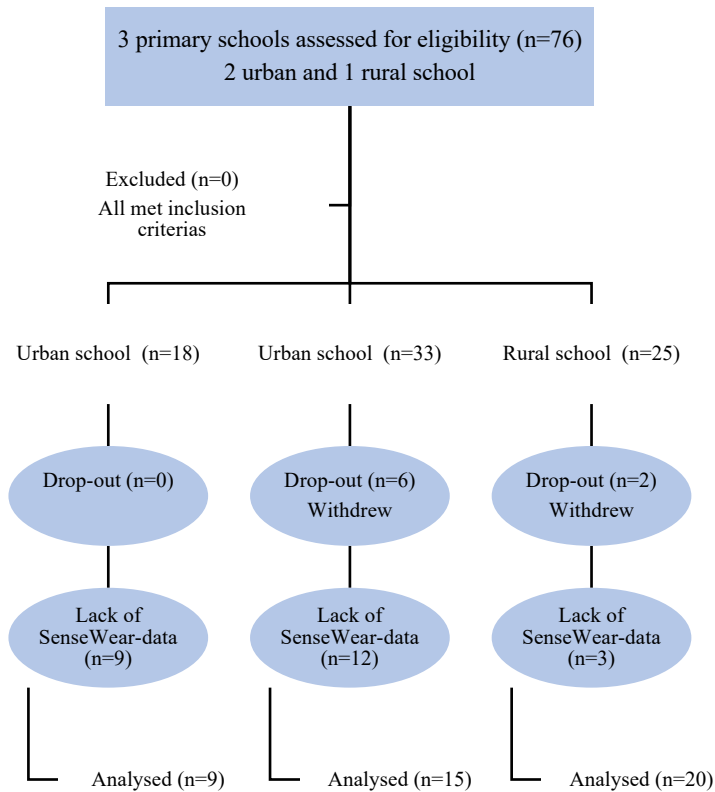 3 primary schools assessed for eligibility (n=76)
2 urban and 1 rural school
Excluded (n=0)
All met inclusion
criterias
Urban school (n=18)
Urban school (n=33)
Rural school (n=25)
Drop-out (n=0)
Drop-out (n=6)
Withdrew
Drop-out (n=2)
Withdrew
Lack of
SenseWear-data
(n=9)
Lack of
SenseWear-data
(n=12)
Lack of
SenseWear-data
(n=3)
Analysed (n=9)
Analysed (n=15)
Analysed (n=20)